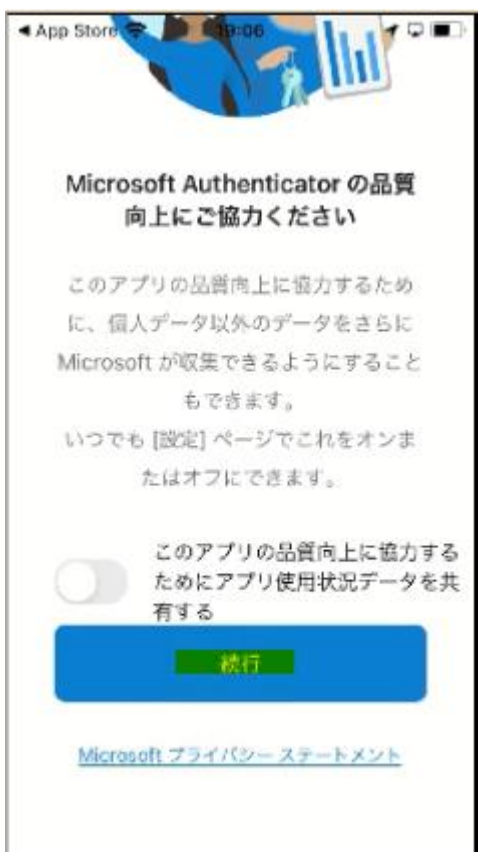 ◀ App Store 19:06
Microsoft Authenticator の品質
向上にご協力ください
このアプリの品質向上に協力するため
に、個人データ以外のデータをさらに
Microsoft が収集できるようにすること
もできます。
いつでも [設定] ページでこれをオンま
たはオフにできます。
このアプリの品質向上に協力する
ためにアプリ使用状況データを共
有する
続行
Microsoft プライバシー ステートメント